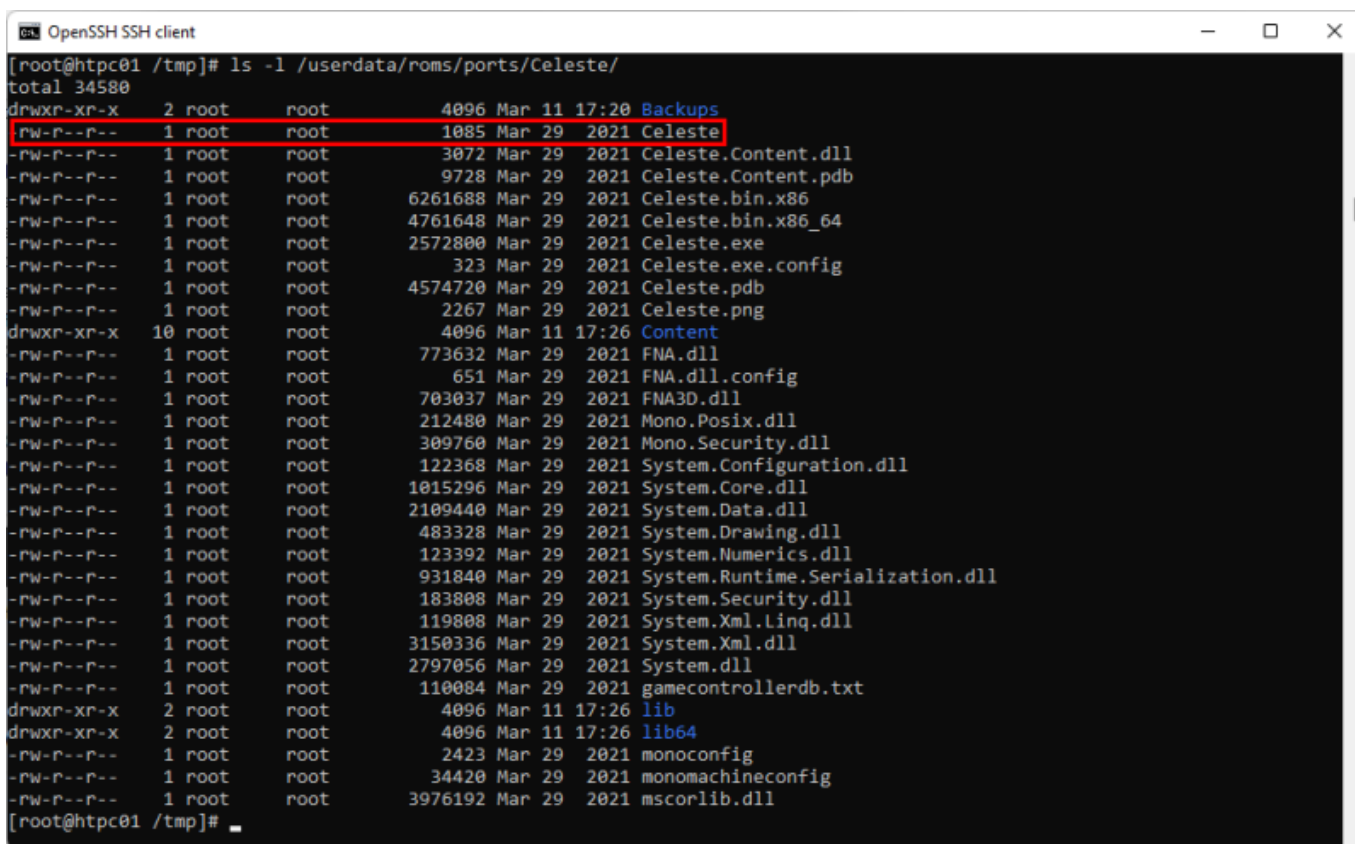 OpenSSH SSH client
[root@htpc01 /tmp]# ls -l /userdata/roms/ports/Celeste/
total 34580
drwxr-xr-x 2 root root 4096 Mar 11 17:20 Backups
-rw-r--r-- 1 root root 1085 Mar 29 2021 Celeste
-rw-r--r-- 1 root root 3072 Mar 29 2021 Celeste.Content.dll
-rw-r--r-- 1 root root 9728 Mar 29 2021 Celeste.Content.pdb
-rw-r--r-- 1 root root 6261688 Mar 29 2021 Celeste.bin.x86
-rw-r--r-- 1 root root 4761648 Mar 29 2021 Celeste.bin.x86_64
-rw-r--r-- 1 root root 2572800 Mar 29 2021 Celeste.exe
-rw-r--r-- 1 root root 323 Mar 29 2021 Celeste.exe.config
-rw-r--r-- 1 root root 4574720 Mar 29 2021 Celeste.pdb
-rw-r--r-- 1 root root 2267 Mar 29 2021 Celeste.png
drwxr-xr-x 10 root root 4096 Mar 11 17:26 Content
-rw-r--r-- 1 root root 773632 Mar 29 2021 FNA.dll
-rw-r--r-- 1 root root 651 Mar 29 2021 FNA.dll.config
-rw-r--r-- 1 root root 703037 Mar 29 2021 FNA3D.dll
-rw-r--r-- 1 root root 212480 Mar 29 2021 Mono.Posix.dll
-rw-r--r-- 1 root root 309760 Mar 29 2021 Mono.Security.dll
-rw-r--r-- 1 root root 122368 Mar 29 2021 System.Configuration.dll
-rw-r--r-- 1 root root 1015296 Mar 29 2021 System.Core.dll
-rw-r--r-- 1 root root 2109440 Mar 29 2021 System.Data.dll
-rw-r--r-- 1 root root 483328 Mar 29 2021 System.Drawing.dll
-rw-r--r-- 1 root root 123392 Mar 29 2021 System.Numerics.dll
-rw-r--r-- 1 root root 931840 Mar 29 2021 System.Runtime.Serialization.dll
-rw-r--r-- 1 root root 183808 Mar 29 2021 System.Security.dll
-rw-r--r-- 1 root root 119808 Mar 29 2021 System.Xml.Linq.dll
-rw-r--r-- 1 root root 3150336 Mar 29 2021 System.Xml.dll
-rw-r--r-- 1 root root 2797056 Mar 29 2021 System.dll
-rw-r--r-- 1 root root 110084 Mar 29 2021 gamecontrollerdb.txt
drwxr-xr-x 2 root root 4096 Mar 11 17:26 lib
drwxr-xr-x 2 root root 4096 Mar 11 17:26 lib64
-rw-r--r-- 1 root root 2423 Mar 29 2021 monoconfig
-rw-r--r-- 1 root root 34420 Mar 29 2021 monomachineconfig
-rw-r--r-- 1 root root 3976192 Mar 29 2021 mscorlib.dll
[root@htpc01 /tmp]#